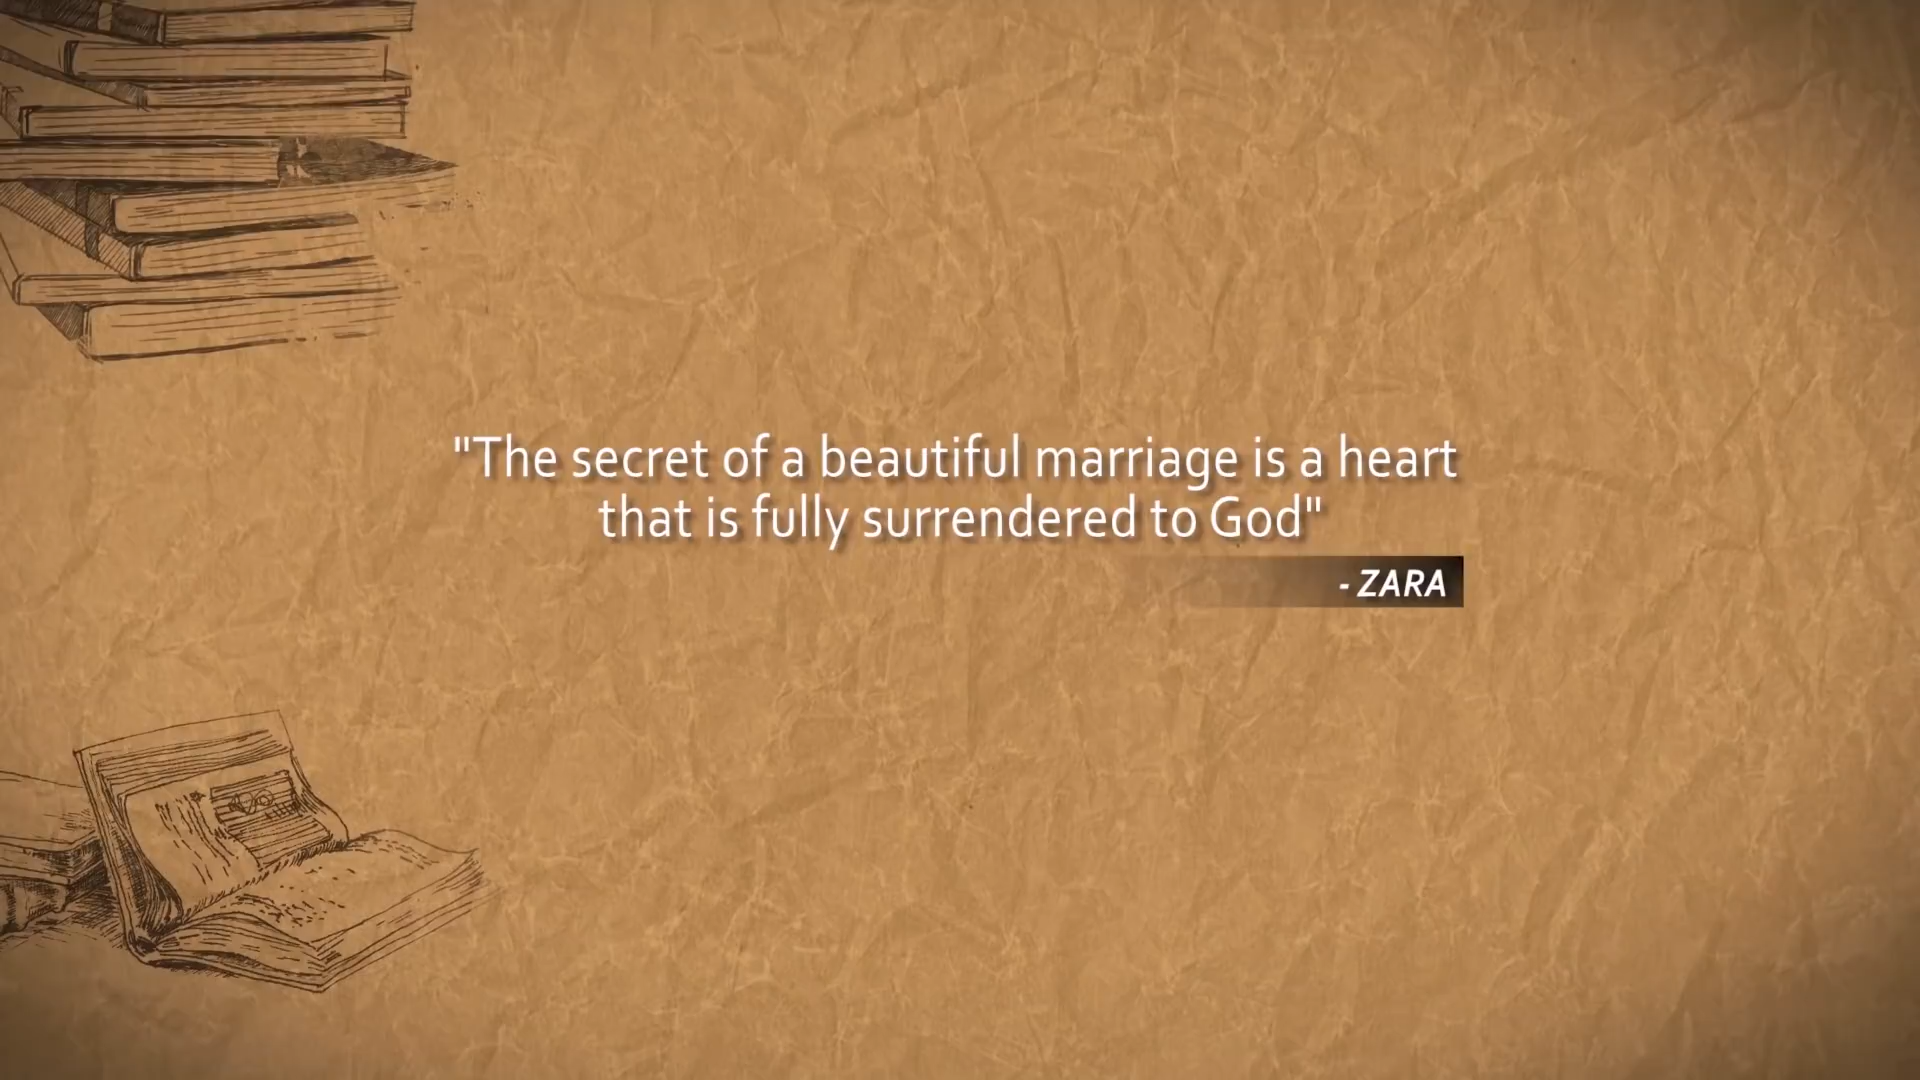 "The secret of a beautiful marriage is a heart
that is fully surrendered to God"
- ZARA